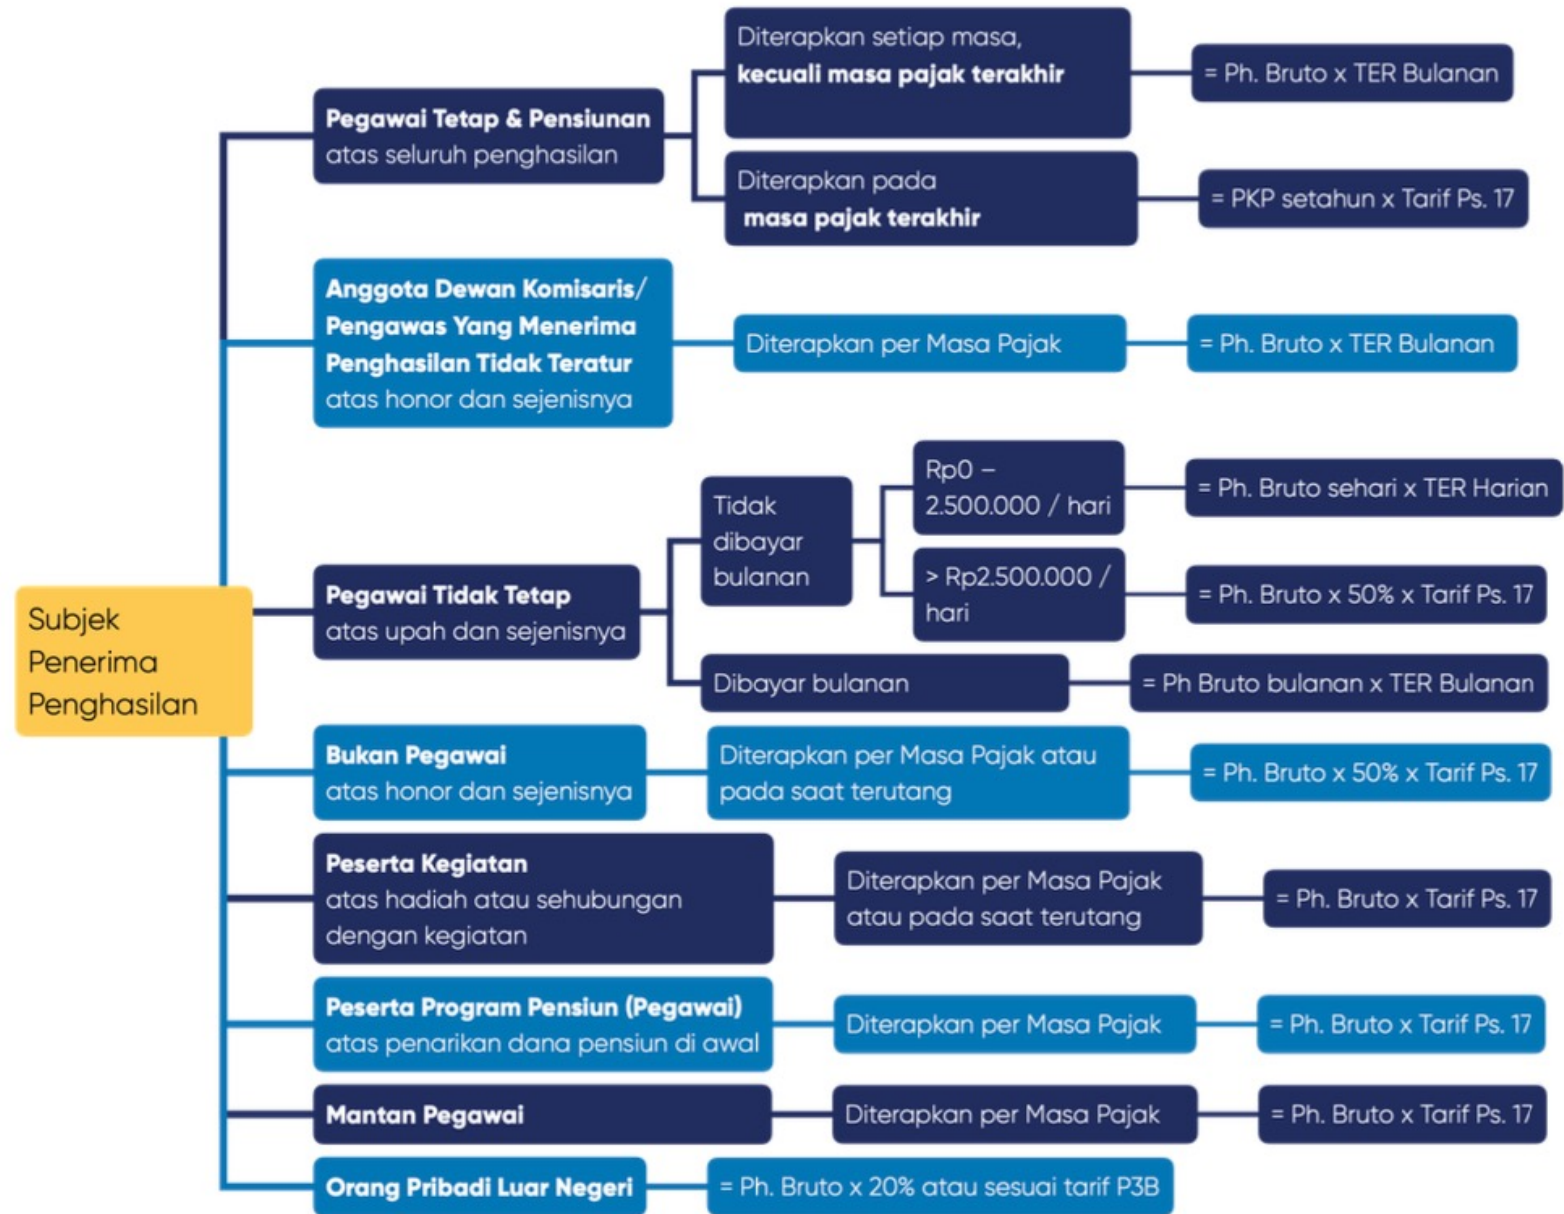 Subjek
Penerima
Penghasilan
Pegawai Tetap & Pensiunan
atas seluruh penghasilan
Diterapkan setiap masa,
kecuali masa pajak terakhir
= Ph. Bruto x TER Bulanan
Diterapkan pada
masa pajak terakhir
= PKP setahun x Tarif Ps. 17
Anggota Dewan Komisaris/
Pengawas Yang Menerima
Penghasilan Tidak Teratur
atas honor dan sejenisnya
Diterapkan per Masa Pajak
= Ph. Bruto x TER Bulanan
Pegawai Tidak Tetap
atas upah dan sejenisnya
Tidak
dibayar
bulanan
Rp0 –
2.500.000 / hari
= Ph. Bruto sehari x TER Harian
> Rp2.500.000 /
hari
= Ph. Bruto x 50% x Tarif Ps. 17
Dibayar bulanan
= Ph Bruto bulanan x TER Bulanan
Bukan Pegawai
atas honor dan sejenisnya
Diterapkan per Masa Pajak atau
pada saat terutang
= Ph. Bruto x 50% x Tarif Ps. 17
Peserta Kegiatan
atas hadiah atau sehubungan
dengan kegiatan
Diterapkan per Masa Pajak
atau pada saat terutang
= Ph. Bruto x Tarif Ps. 17
Peserta Program Pensiun (Pegawai)
atas penarikan dana pensiun di awal
Diterapkan per Masa Pajak
= Ph. Bruto x Tarif Ps. 17
Mantan Pegawai
Diterapkan per Masa Pajak
= Ph. Bruto x Tarif Ps. 17
Orang Pribadi Luar Negeri
= Ph. Bruto x 20% atau sesuai tarif P3B